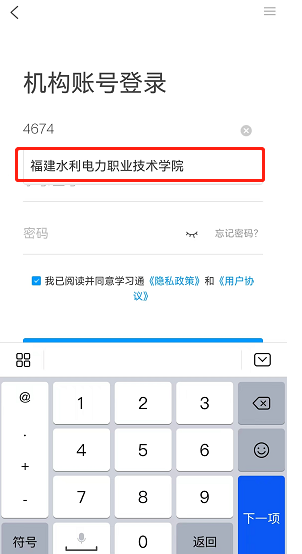 机构账号登录
4674
福建水利电力职业技术学院
密码
忘记密码?
我已阅读并同意学习通《隐私政策》和《用户协
议》
@
1
2
3
.
4
5
6
+
-
7
8
9
下一项
符号
0
返回